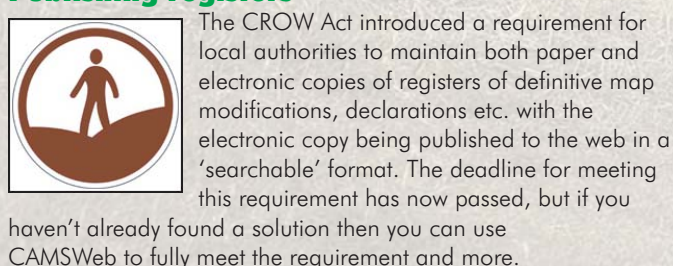 Publishing registers
The CROW Act introduced a requirement for
local authorities to maintain both paper and
electronic copies of registers of definitive map
modifications, declarations etc. with the
electronic copy being published to the web in a
‘searchable’ format. The deadline for meeting
this requirement has now passed, but if you
haven’t already found a solution then you can use
CAMSWeb to fully meet the requirement and more.